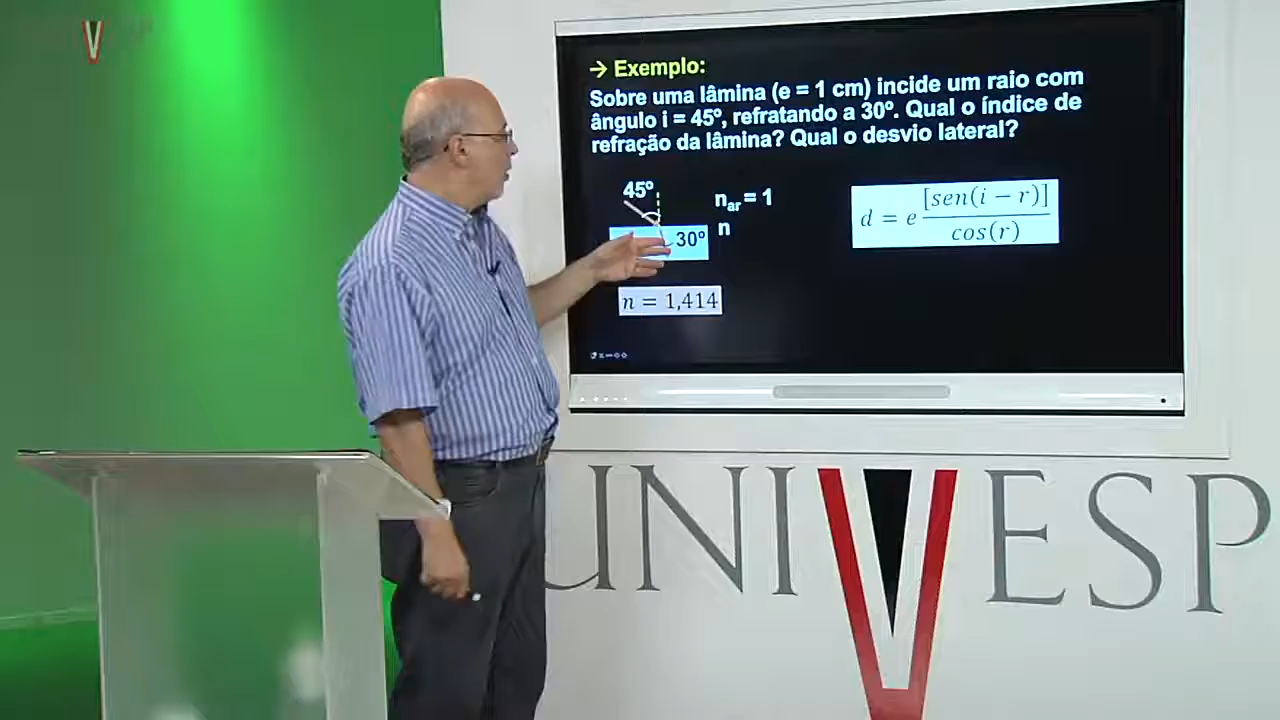 → Exemplo:
Sobre uma lâmina (e = 1 cm) incide um raio com
ângulo i = 45º, refratando a 30º. Qual o índice de
refração da lâmina? Qual o desvio lateral?
45º
n_ar = 1
n
30º
d = e [sen(i − r)] / cos(r)
n = 1,414
UNIVESP